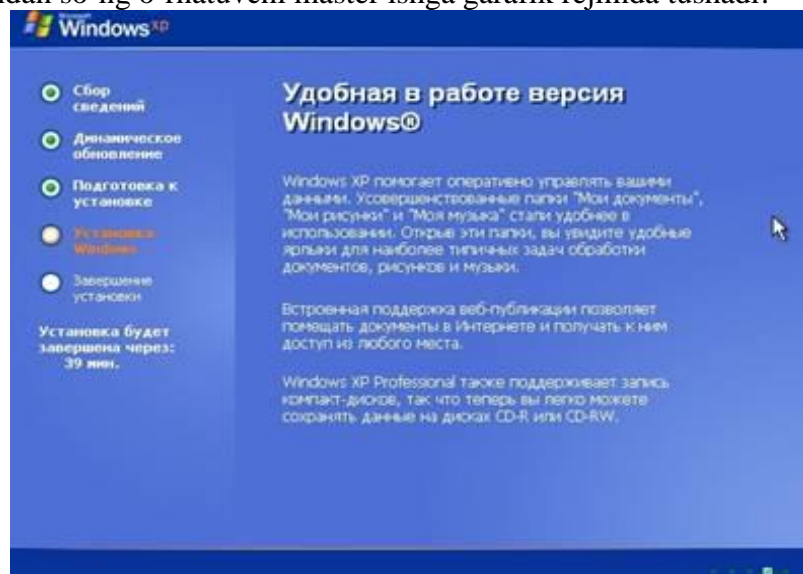 so-ng o-rnatuvchi master ishga garafik rejimda tushadi.
Microsoft
Windows xp
Сбор
сведений
Динамическое
обновление
Подготовка к
установке
Установка
Windows
Завершение
установки
Установка будет
завершена через:
39 мин.
Удобная в работе версия
Windows®
Windows XP помогает оперативно управлять вашими
данными. Усовершенствованные папки "Мои документы",
"Мои рисунки" и "Моя музыка" стали удобнее в
использовании. Открыв эти папки, вы увидите удобные
ярлыки для наиболее типичных задач обработки
документов, рисунков и музыки.
Встроенная поддержка веб-публикации позволяет
помещать документы в Интернете и получать к ним
доступ из любого места.
Windows XP Professional также поддерживает запись
компакт-дисков, так что теперь вы легко можете
сохранять данные на дисках CD-R или CD-RW.